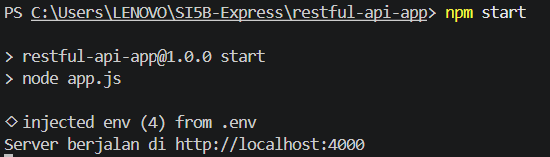 PS C:\Users\LENOVO\SI5B-Express\restful-api-app> npm start
> restful-api-app@1.0.0 start
> node app.js
◇ injected env (4) from .env
Server berjalan di http://localhost:4000